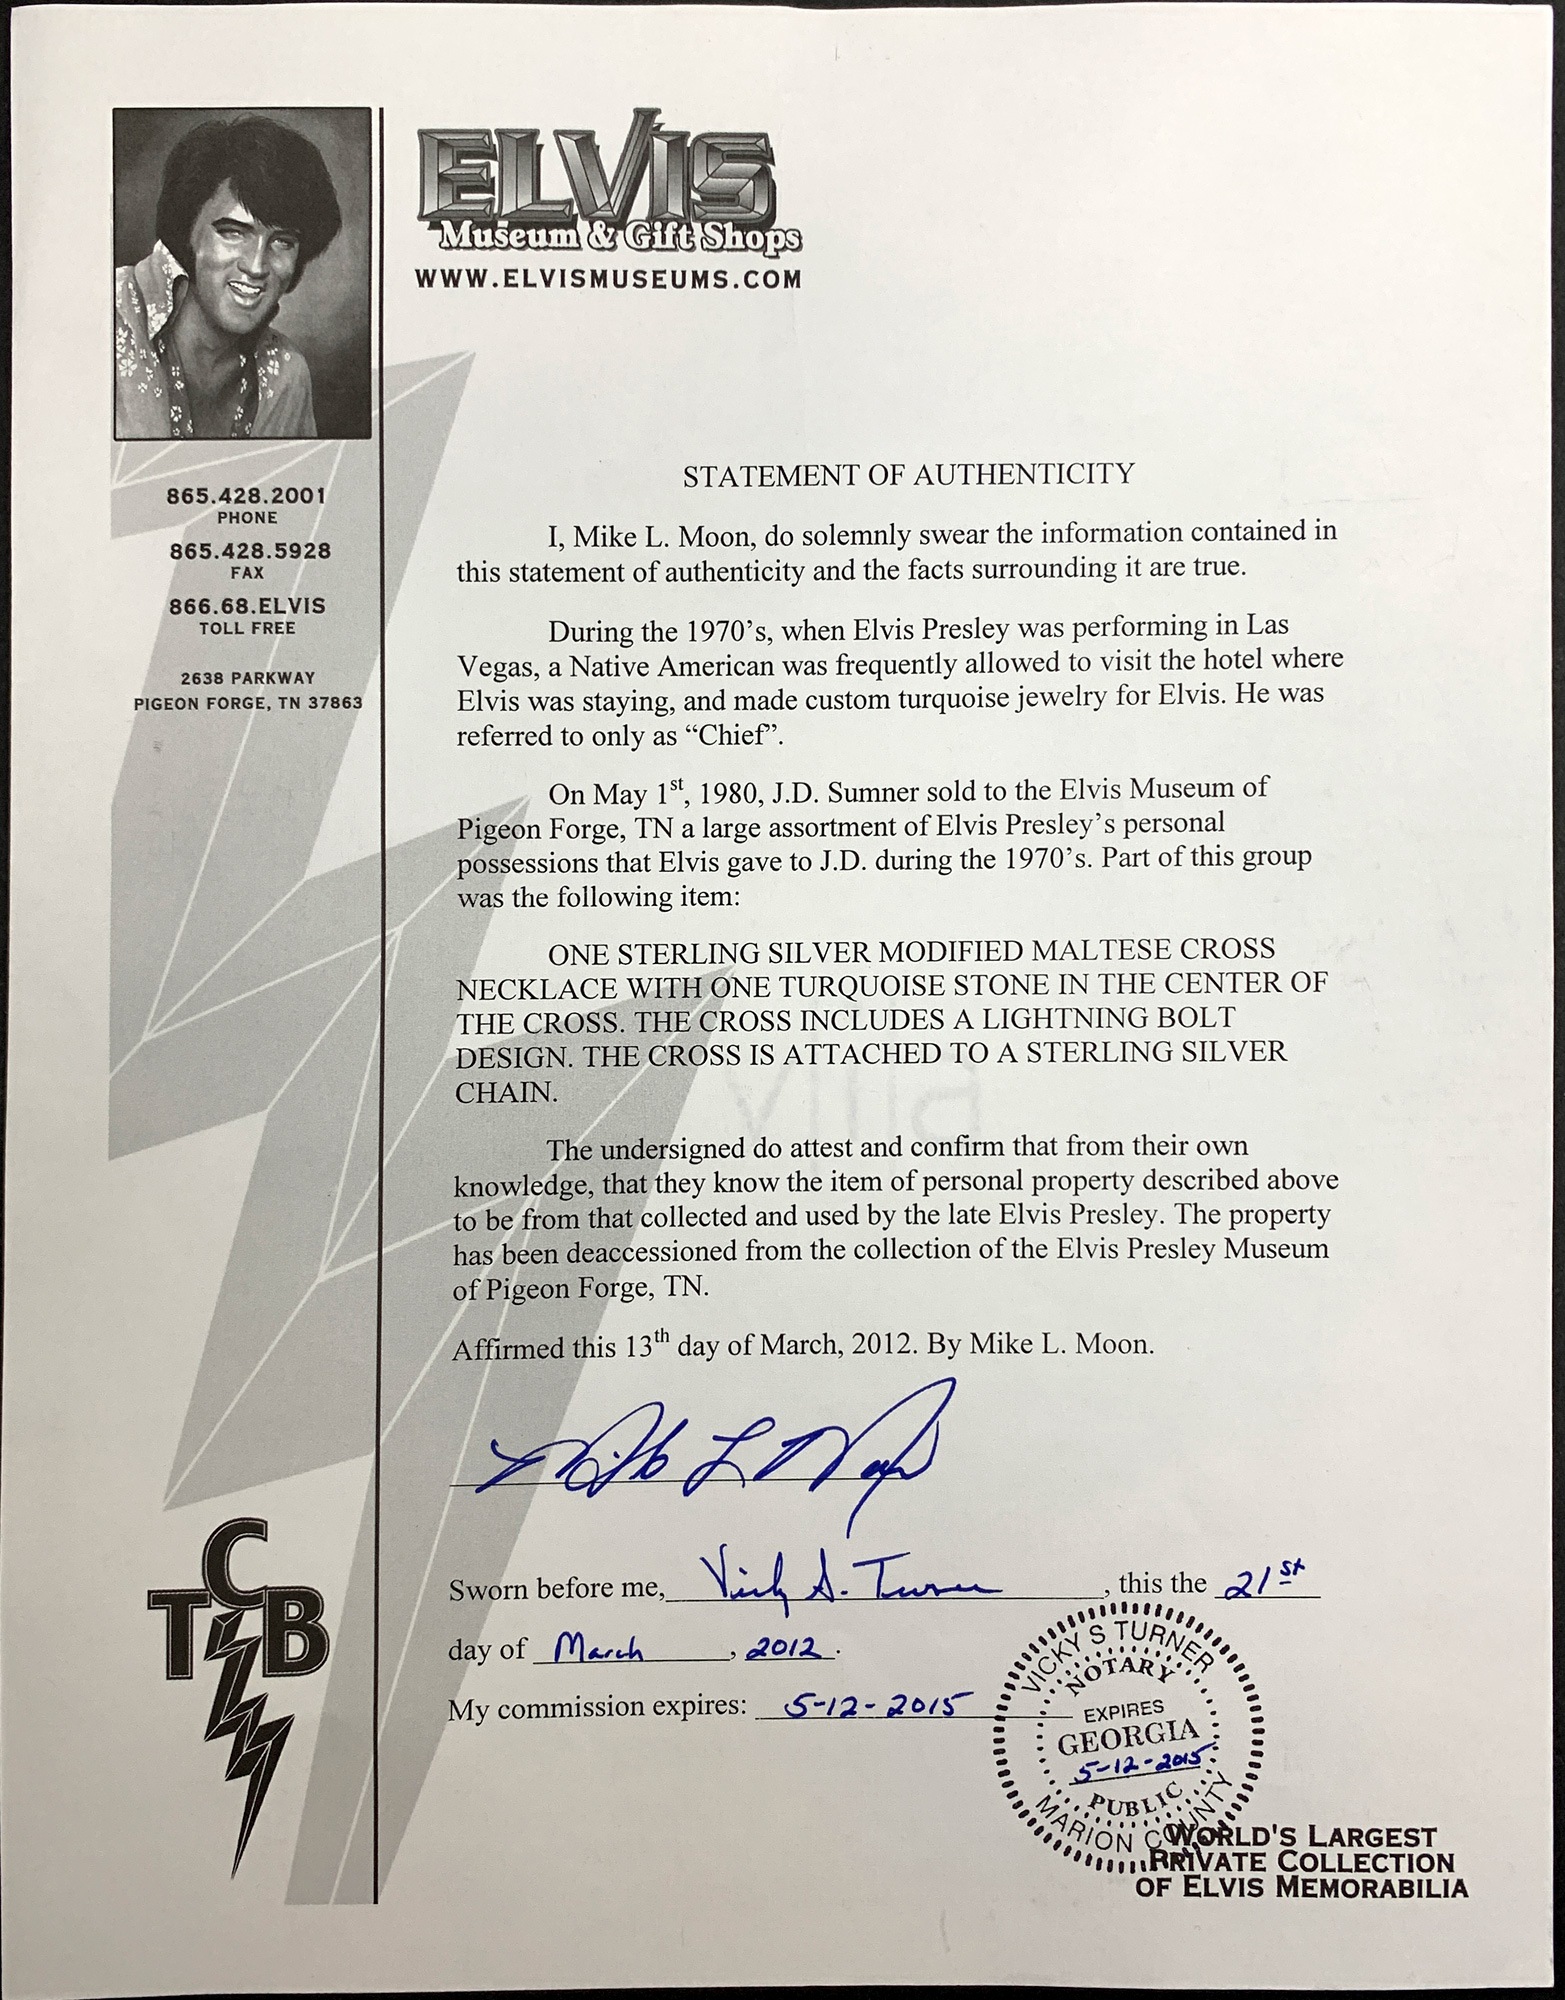 ELVIS
Museum & Gift Shops
WWW.ELVISMUSEUMS.COM
865.428.2001
PHONE
865.428.5928
FAX
866.68.ELVIS
TOLL FREE
2638 PARKWAY
PIGEON FORGE, TN 37863
STATEMENT OF AUTHENTICITY
I, Mike L. Moon, do solemnly swear the information contained in
this statement of authenticity and the facts surrounding it are true.
During the 1970's, when Elvis Presley was performing in Las
Vegas, a Native American was frequently allowed to visit the hotel where
Elvis was staying, and made custom turquoise jewelry for Elvis. He was
referred to only as “Chief”.
On May 1st, 1980, J.D. Sumner sold to the Elvis Museum of
Pigeon Forge, TN a large assortment of Elvis Presley's personal
possessions that Elvis gave to J.D. during the 1970's. Part of this group
was the following item:
ONE STERLING SILVER MODIFIED MALTESE CROSS
NECKLACE WITH ONE TURQUOISE STONE IN THE CENTER OF
THE CROSS. THE CROSS INCLUDES A LIGHTNING BOLT
DESIGN. THE CROSS IS ATTACHED TO A STERLING SILVER
CHAIN.
The undersigned do attest and confirm that from their own
knowledge, that they know the item of personal property described above
to be from that collected and used by the late Elvis Presley. The property
has been deaccessioned from the collection of the Elvis Presley Museum
of Pigeon Forge, TN.
Affirmed this 13th day of March, 2012. By Mike L. Moon.
Mike L Moon
Sworn before me, Vicky S. Turner, this the 21st
day of March, 2012.
My commission expires: 5-12-2015
TCB
VICKY S TURNER
NOTARY
EXPIRES
GEORGIA
5-12-2015
PUBLIC
MARION COUNTY
WORLD'S LARGEST
PRIVATE COLLECTION
OF ELVIS MEMORABILIA